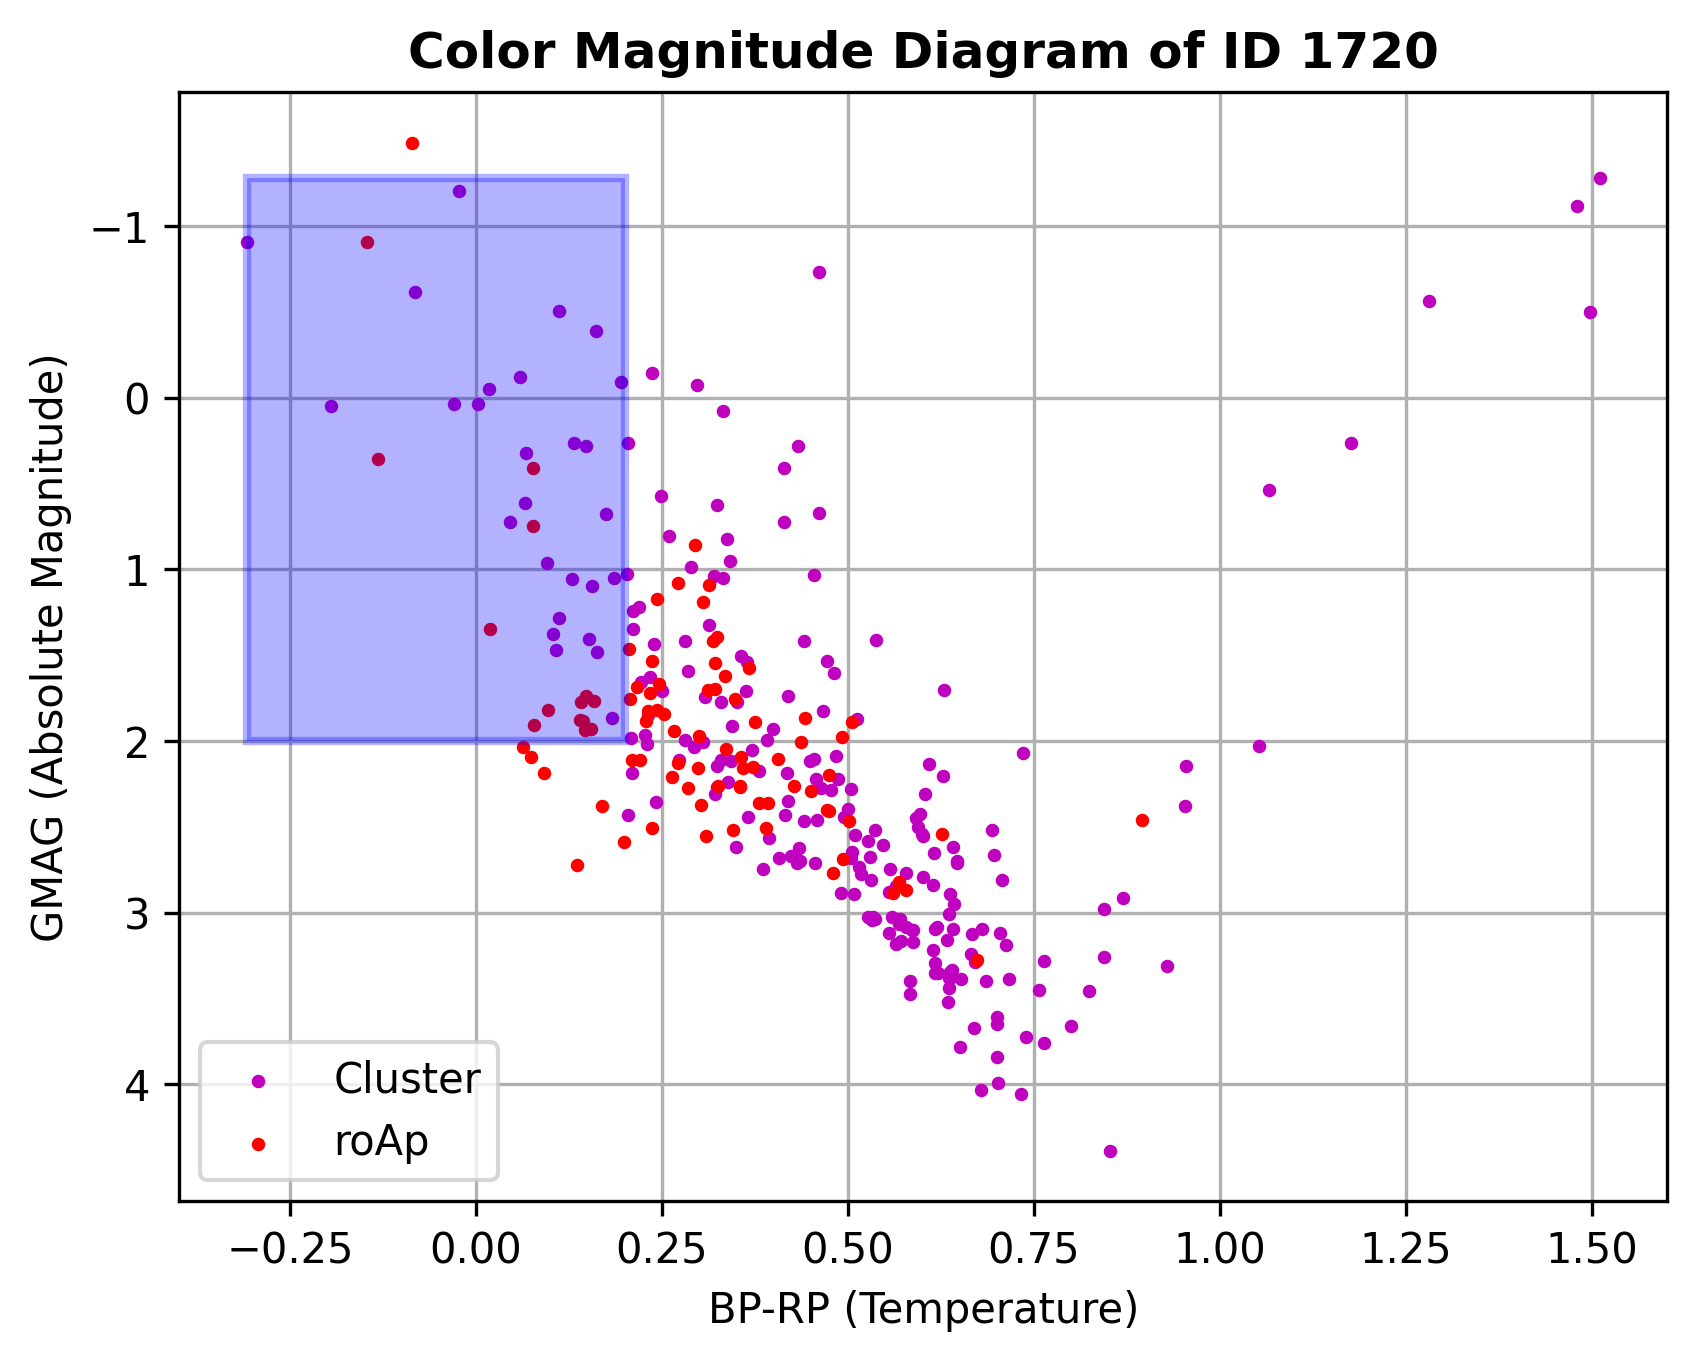 Color Magnitude Diagram of ID 1720
GMAG (Absolute Magnitude)
−1
0
1
2
3
4
Cluster
roAp
−0.25 0.00 0.25 0.50 0.75 1.00 1.25 1.50
BP-RP (Temperature)